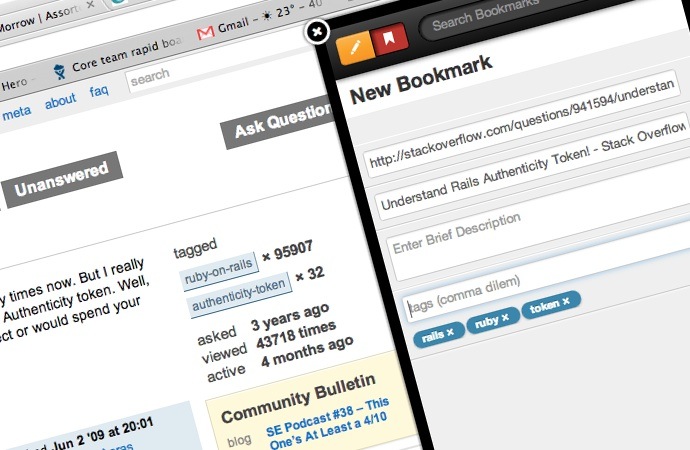 Morrow | Assort
Hero -
Core team rapid boa
Gmail – ☀ 23° – 40
meta about faq
search
Ask Question
Unanswered
y times now. But I really
Authenticity token. Well,
ect or would spend your
tagged
ruby-on-rails × 95907
authenticity-token × 32
asked 3 years ago
viewed 43718 times
active 4 months ago
Community Bulletin
blog SE Podcast #38 – This
One's At Least a 4/10
ed Jun 2 '09 at 20:01
Search Bookmarks
New Bookmark
http://stackoverflow.com/questions/941594/understan
Understand Rails Authenticity Token! - Stack Overflow
Enter Brief Description
tags (comma dilem)
rails × ruby × token ×